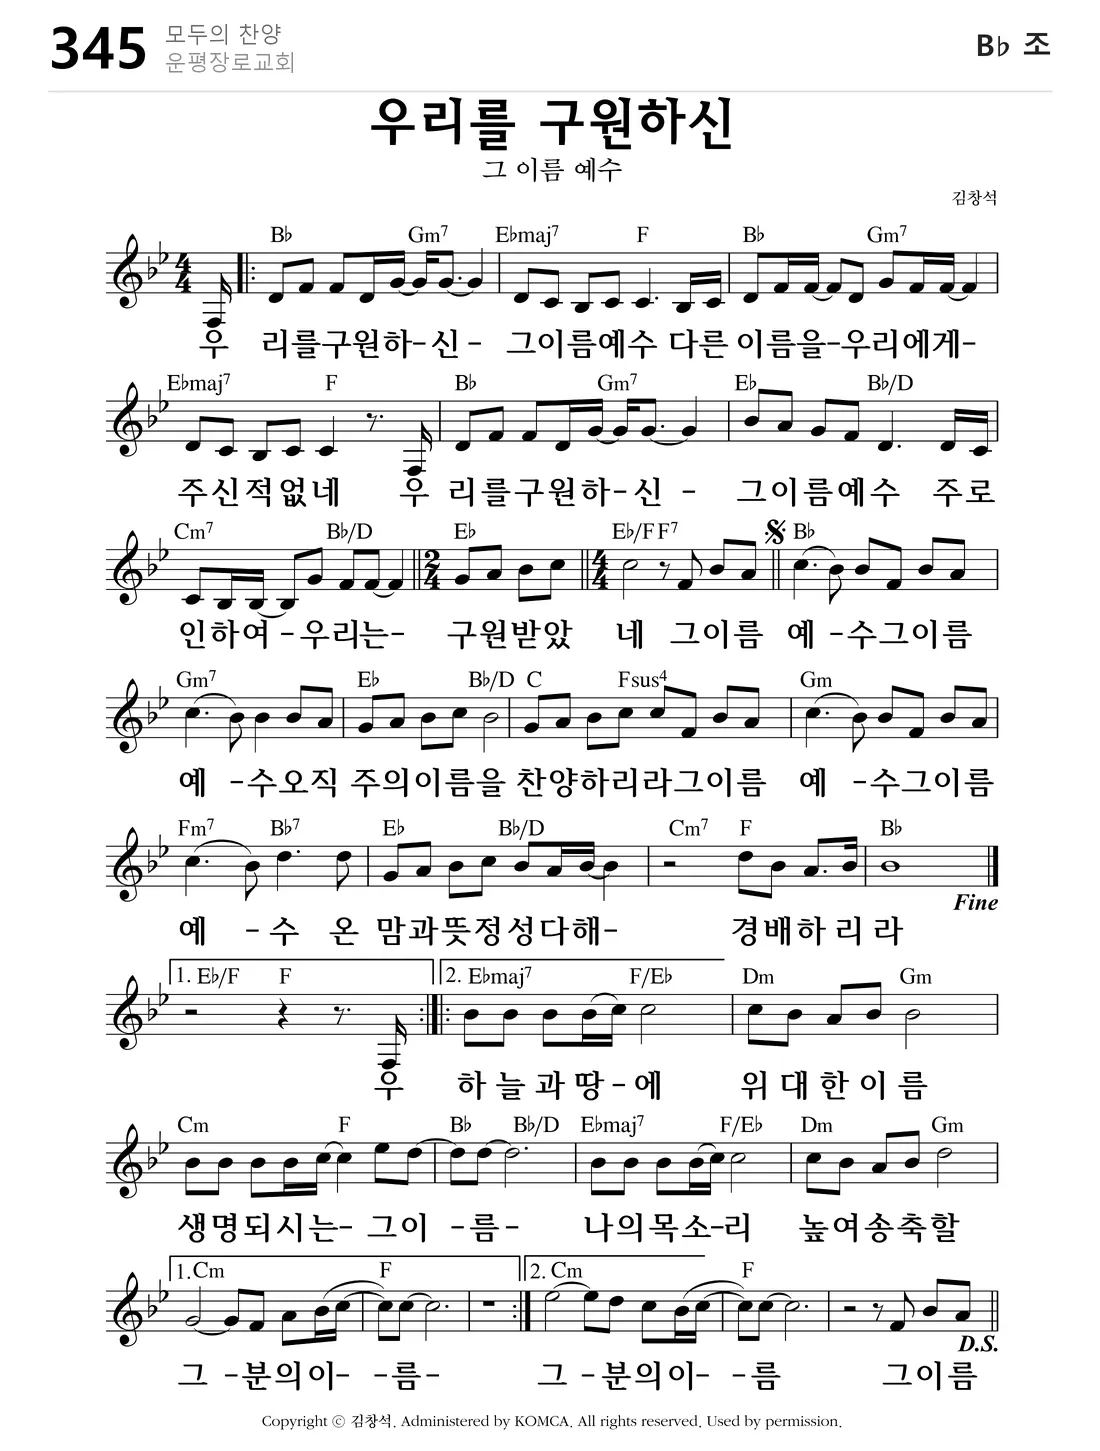 345 모두의 찬양
운평장로교회
B♭ 조
우리를 구원하신
그 이름 예수
김창석
B♭ Gm7 E♭maj7 F B♭ Gm7
우 리를구원하-신 - 그이름예수 다른 이름을-우리에게-
E♭maj7 F B♭ Gm7 E♭ B♭/D
주신적없네 우 리를구원하-신 - 그이름예수 주로
Cm7 B♭/D E♭ E♭/F F7 B♭
인하여-우리는- 구원받았 네 그이름 예 -수그이름
Gm7 E♭ B♭/D C Fsus4 Gm
예 -수오직 주의이름을 찬양하리라그이름 예 -수그이름
Fm7 B♭7 E♭ B♭/D Cm7 F B♭
Fine
예 - 수 온 맘과뜻정성다해- 경배하리라
1. E♭/F F 2. E♭maj7 F/E♭ Dm Gm
우 하늘과땅-에 위대한이름
Cm F B♭ B♭/D E♭maj7 F/E♭ Dm Gm
생명되시는- 그이 -름- 나의목소-리 높여송축할
1. Cm F 2. Cm F
D.S.
그 -분의이- -름- 그 -분의이- -름 그이름
Copyright ⓒ 김창석. Administered by KOMCA. All rights reserved. Used by permission.